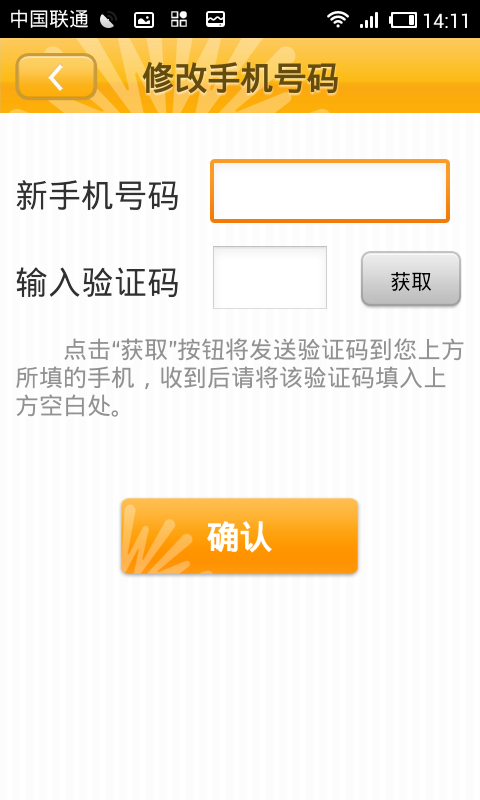 中国联通 14:11
修改手机号码
新手机号码
输入验证码 获取
点击“获取”按钮将发送验证码到您上方
所填的手机，收到后请将该验证码填入上
方空白处。
确认